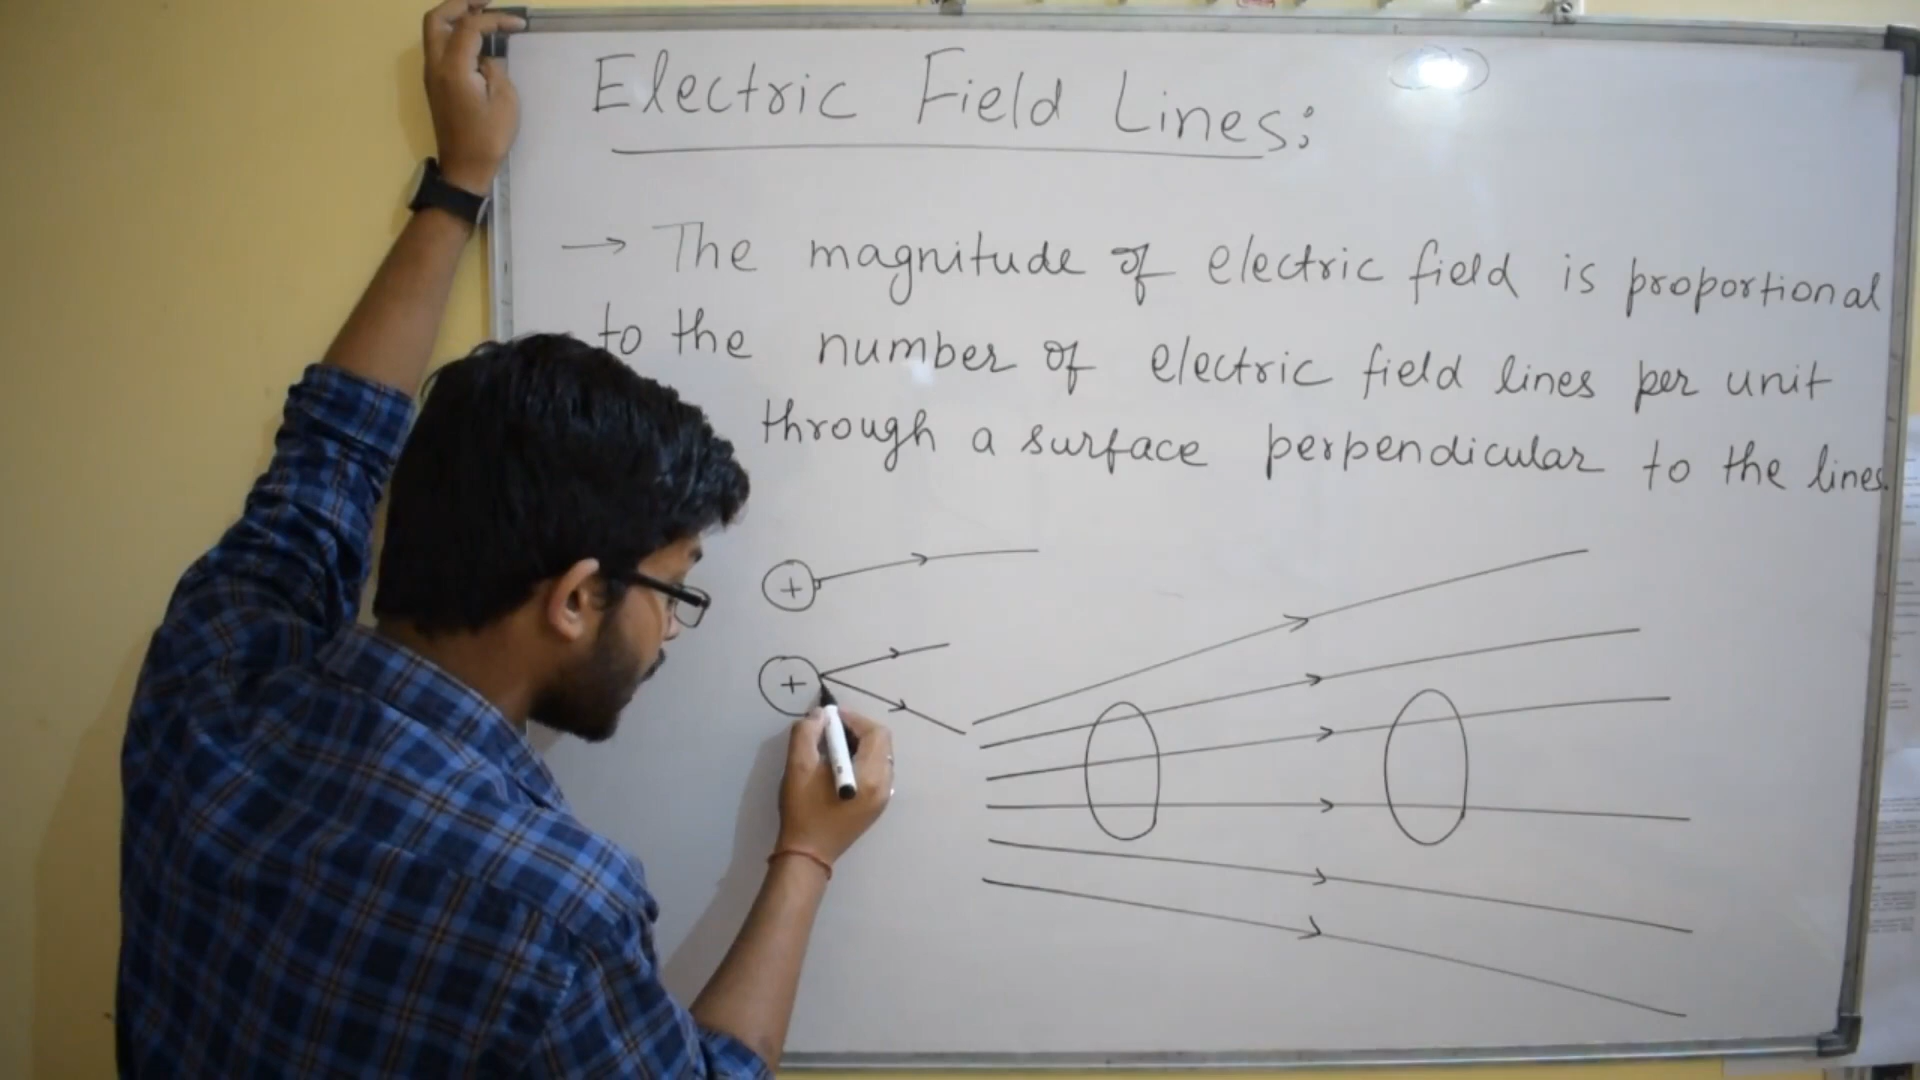 Electric Field Lines:
→ The magnitude of electric field is proportional
to the number of electric field lines per unit
through a surface perpendicular to the lines.
+
+